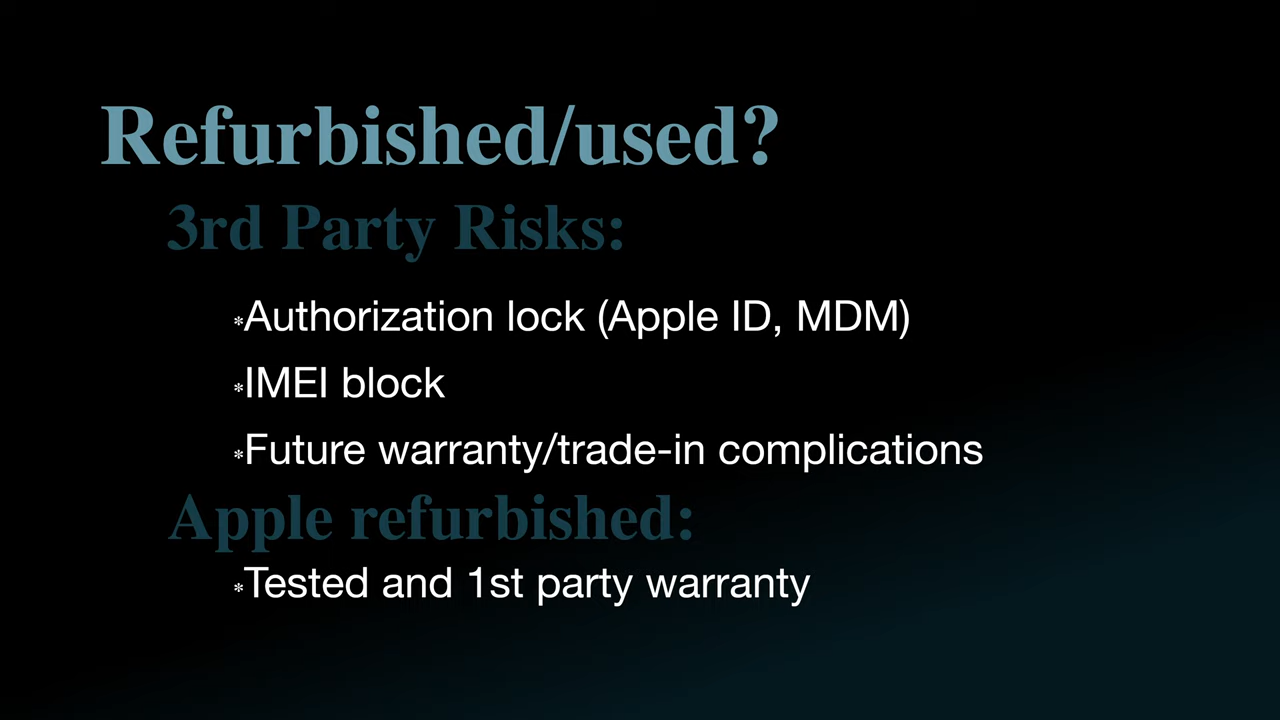 Refurbished/used?
3rd Party Risks:
*Authorization lock (Apple ID, MDM)
*IMEI block
*Future warranty/trade-in complications
Apple refurbished:
*Tested and 1st party warranty